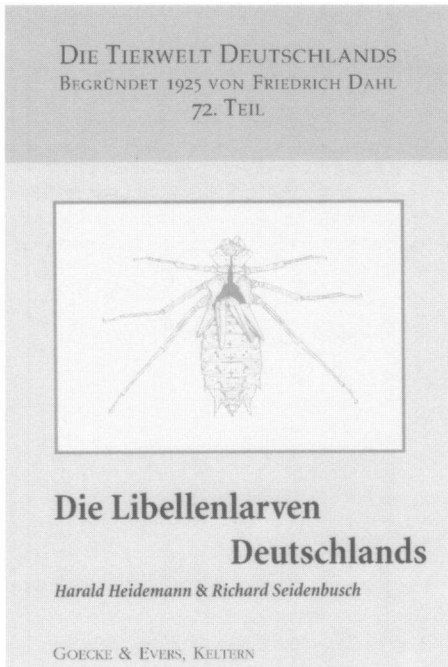 DIE TIERWELT DEUTSCHLANDS
BEGRÜNDET 1925 VON FRIEDRICH DAHL
72. TEIL
Die Libellenlarven
Deutschlands
Harald Heidemann & Richard Seidenbusch
GOECKE & EVERS, KELTERN